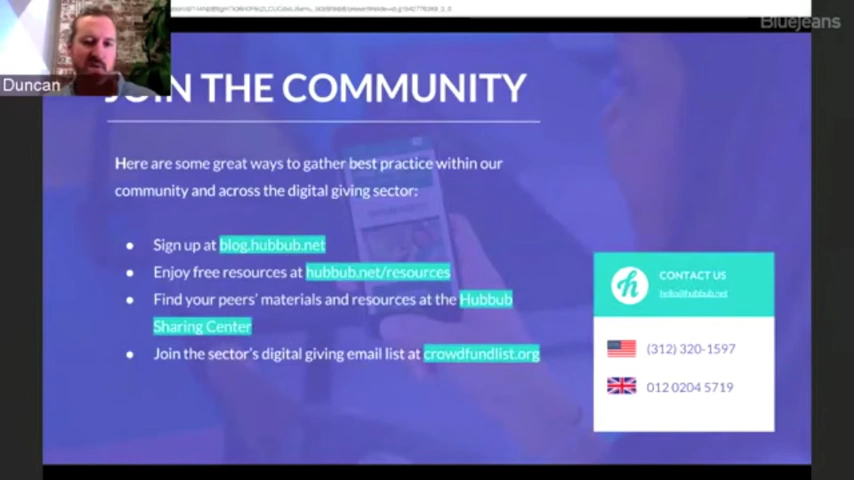 BlueJeans
Duncan
JOIN THE COMMUNITY
Here are some great ways to gather best practice within our
community and across the digital giving sector:
● Sign up at blog.hubbub.net
● Enjoy free resources at hubbub.net/resources
● Find your peers' materials and resources at the Hubbub
Sharing Center
● Join the sector's digital giving email list at crowdfundlist.org
h
CONTACT US
hello@hubbub.net
(312) 320-1597
012 0204 5719